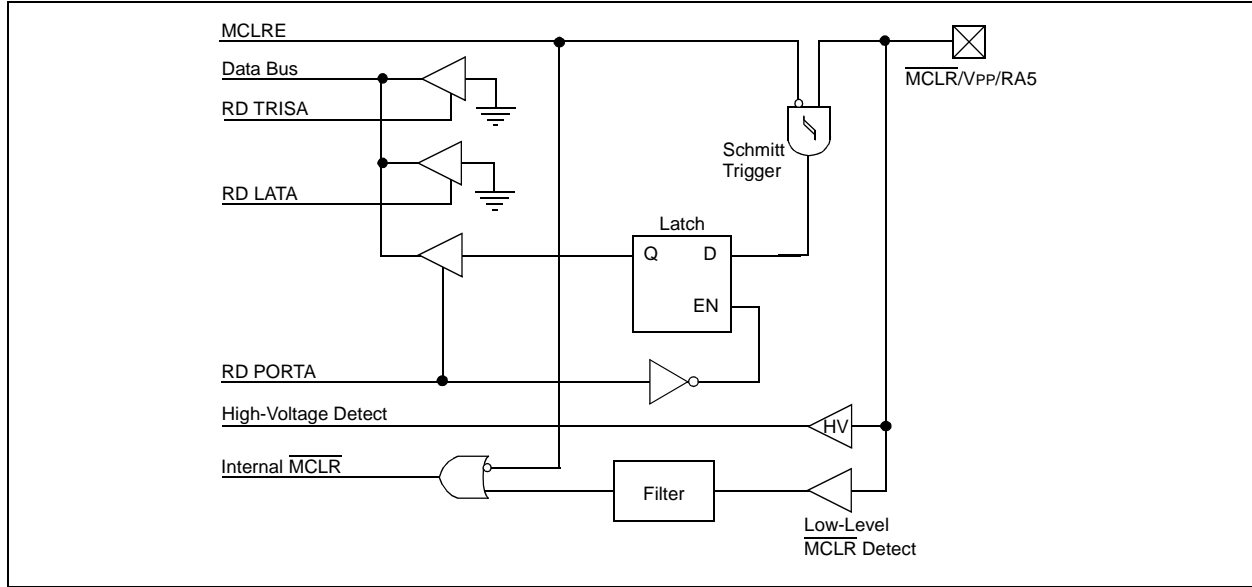 MCLRE
Data Bus
RD TRISA
MCLR/VPP/RA5
Schmitt
Trigger
RD LATA
Latch
Q D
EN
RD PORTA
High-Voltage Detect
HV
Internal MCLR
Filter
Low-Level
MCLR Detect